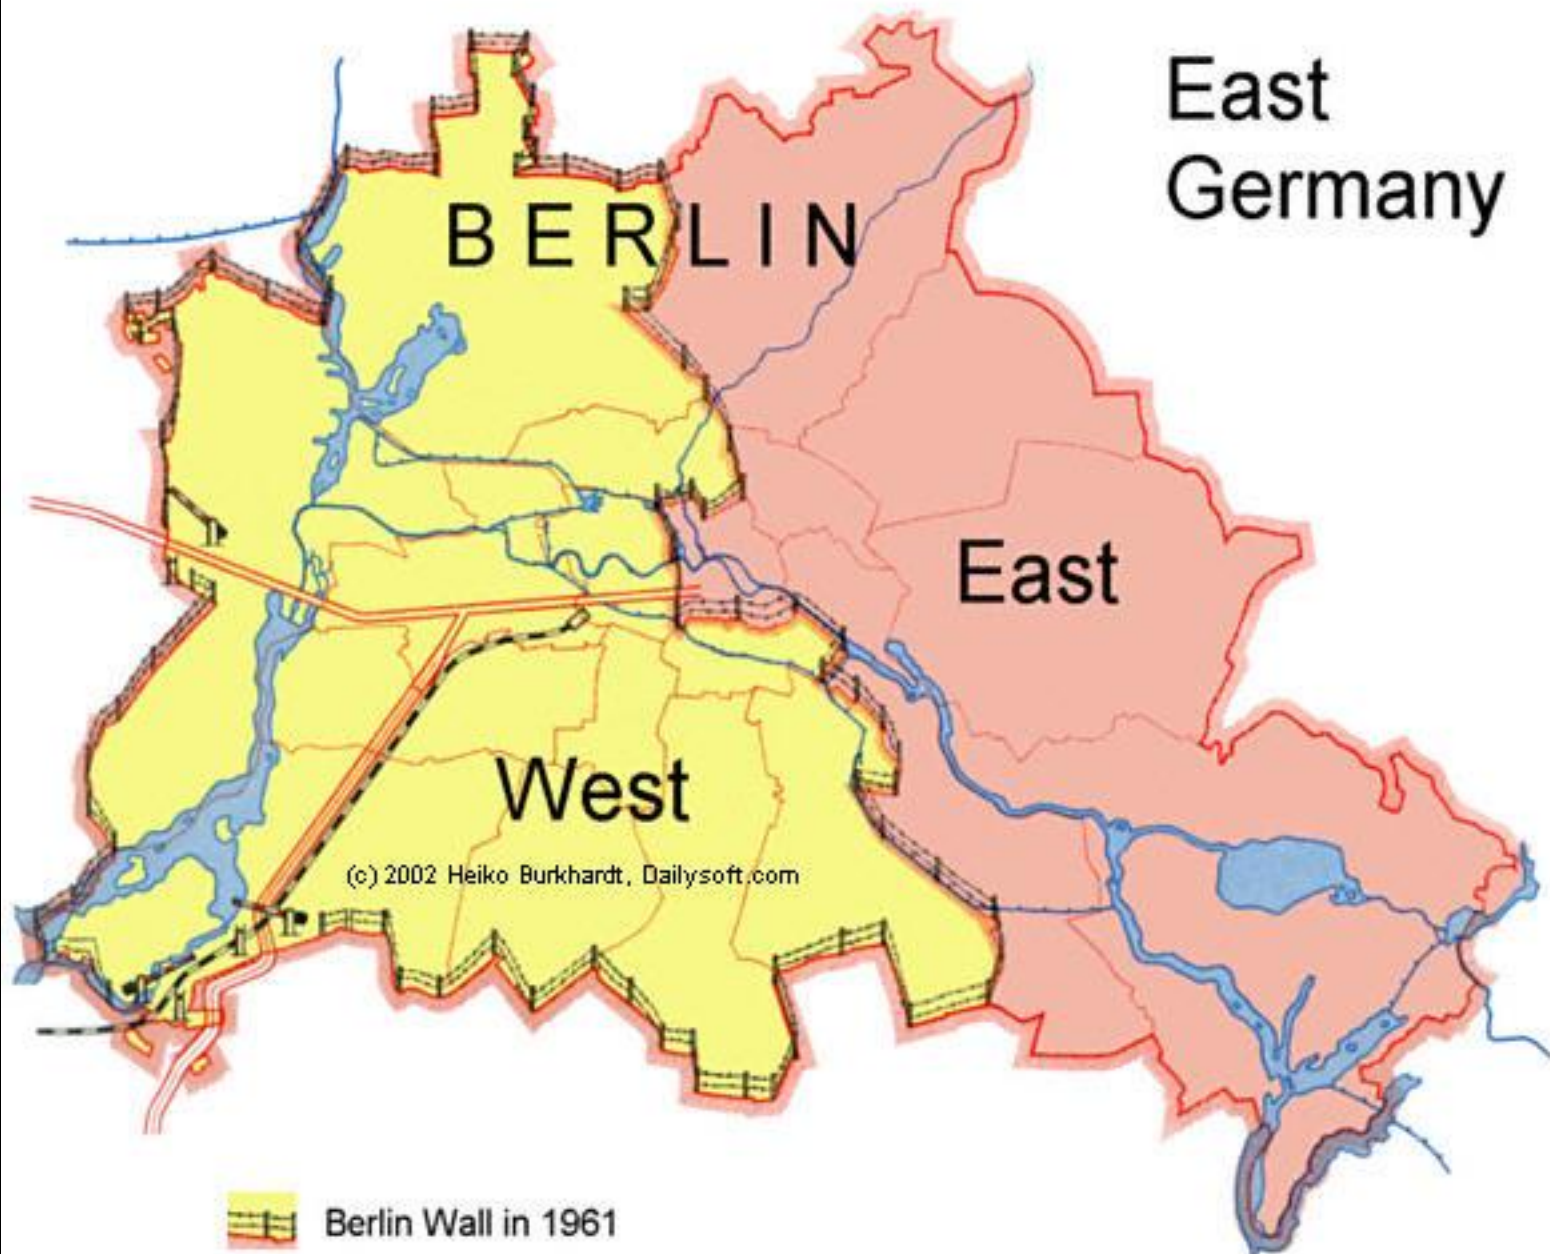 East
Germany
BERLIN
East
West
(c) 2002 Heiko Burkhardt, Dailysoft.com
Berlin Wall in 1961